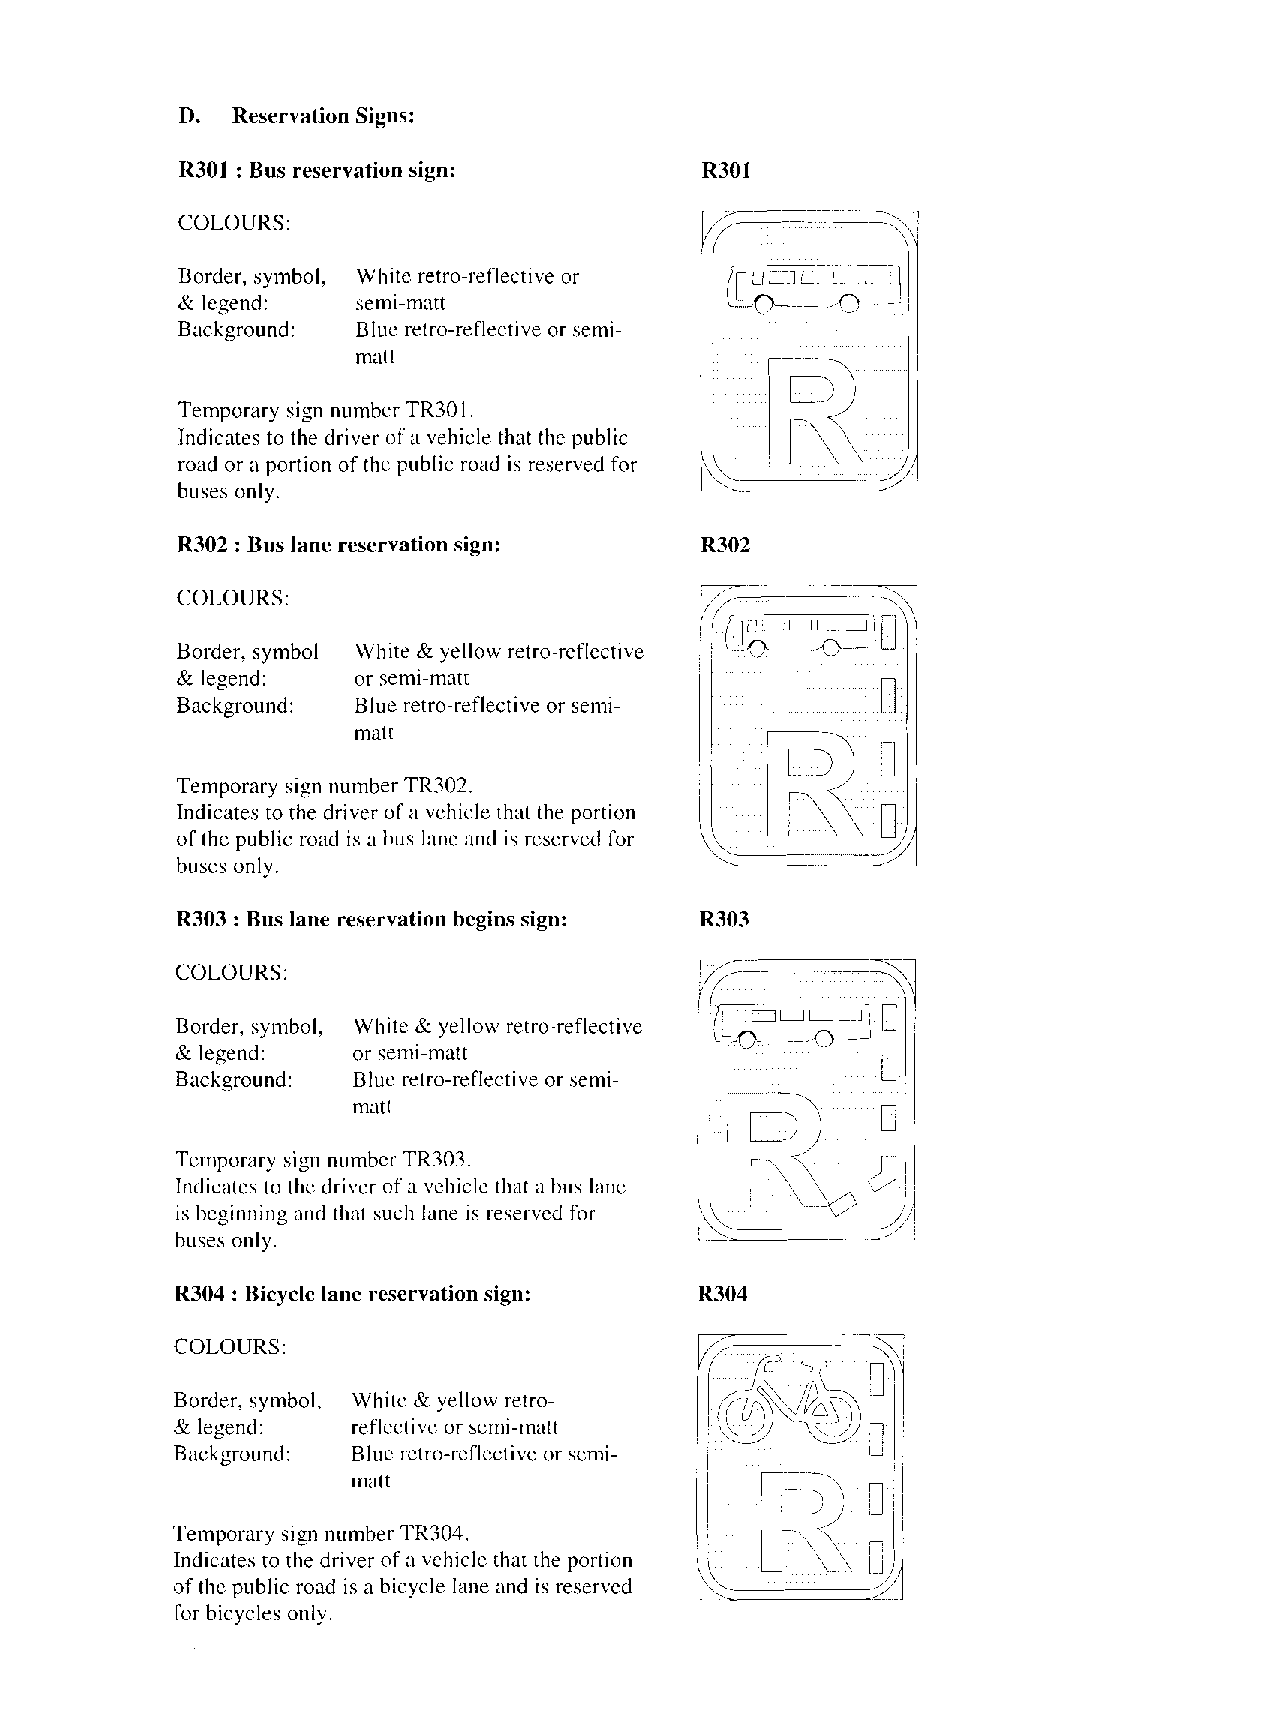 D. Reservation Signs:
R301 : Bus reservation sign: R301
COLOURS:
Border, symbol, White retro-reflective or
& legend: semi-matt
Background: Blue retro-reflective or semi-
matt
R
Temporary sign number TR301.
Indicates to the driver of a vehicle that the public
road or a portion of the public road is reserved for
buses only.
R302 : Bus lane reservation sign: R302
COLOURS:
Border, symbol White & yellow retro-reflective
& legend: or semi-matt
Background: Blue retro-reflective or semi-
matt
R
Temporary sign number TR302.
Indicates to the driver of a vehicle that the portion
of the public road is a bus lane and is reserved for
buses only.
R303 : Bus lane reservation begins sign: R303
COLOURS:
Border, symbol, White & yellow retro-reflective
& legend: or semi-matt
Background: Blue retro-reflective or semi-
matt
R
Temporary sign number TR303.
Indicates to the driver of a vehicle that a bus lane
is beginning and that such lane is reserved for
buses only.
R304 : Bicycle lane reservation sign: R304
COLOURS:
Border, symbol, White & yellow retro-
& legend: reflective or semi-matt
Background: Blue retro-reflective or semi-
matt
R
Temporary sign number TR304.
Indicates to the driver of a vehicle that the portion
of the public road is a bicycle lane and is reserved
for bicycles only.